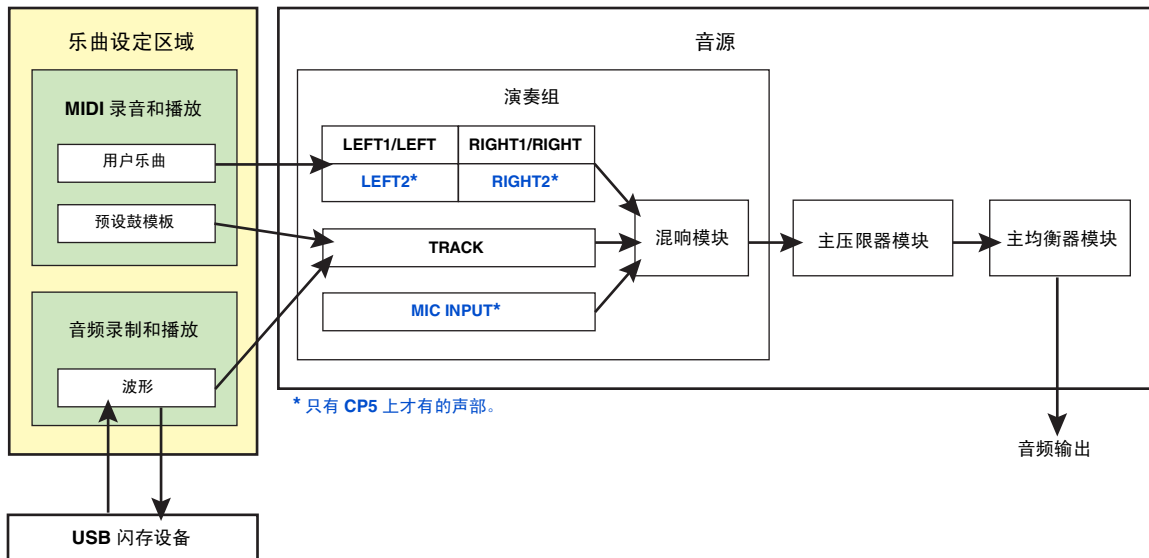 乐曲设定区域
MIDI 录音和播放
用户乐曲
预设鼓模板
音频录制和播放
波形
USB 闪存设备
音源
演奏组
LEFT1/LEFT
RIGHT1/RIGHT
LEFT2*
RIGHT2*
TRACK
MIC INPUT*
混响模块
主压限器模块
主均衡器模块
* 只有 CP5 上才有的声部。
音频输出